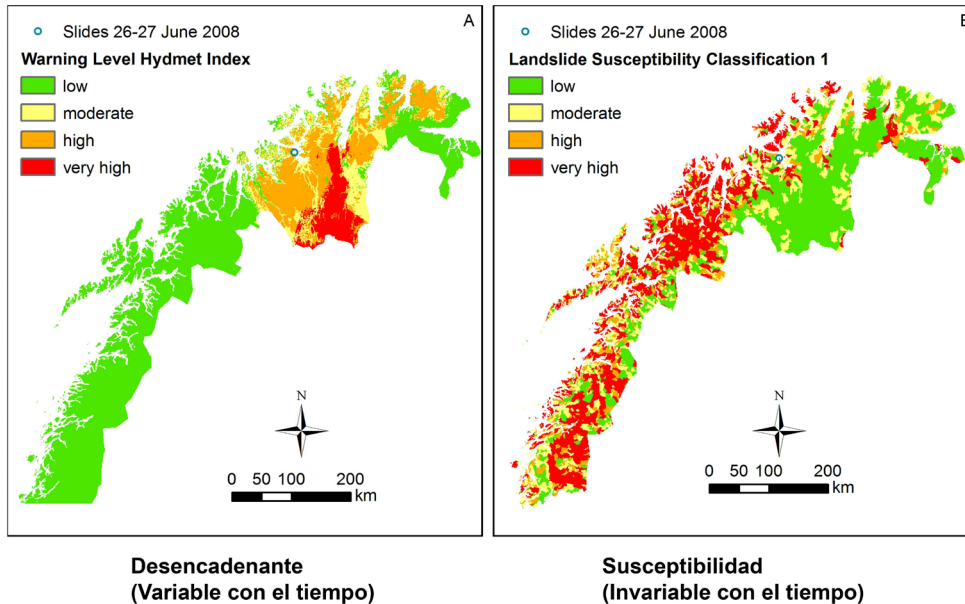 A
Slides 26-27 June 2008
Warning Level Hydmet Index
low
moderate
high
very high
N
0 50 100 200
km
Desencadenante
(Variable con el tiempo)
Slides 26-27 June 2008
Landslide Susceptibility Classification 1
low
moderate
high
very high
N
0 50 100 200
km
Susceptibilidad
(Invariable con el tiempo)